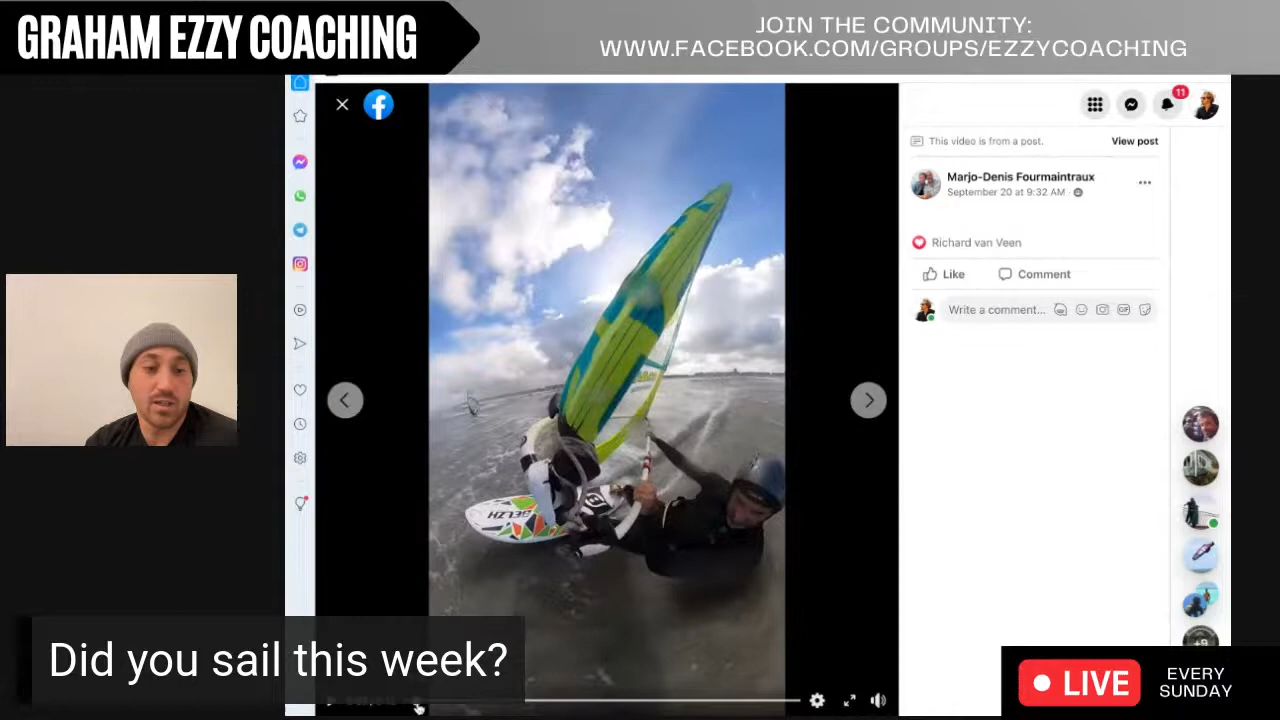 GRAHAM EZZY COACHING
JOIN THE COMMUNITY:
WWW.FACEBOOK.COM/GROUPS/EZZYCOACHING
11
This video is from a post.
View post
Marjo-Denis Fourmaintraux
September 20 at 9:32 AM ·
Richard van Veen
Like
Comment
Write a comment...
GIF
GELZH
Did you sail this week?
LIVE
EVERY
SUNDAY